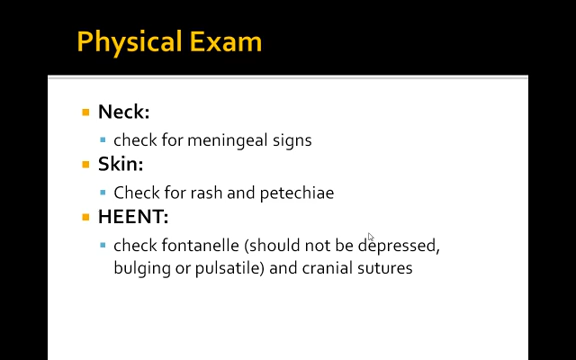 Physical Exam
Neck:
check for meningeal signs
Skin:
Check for rash and petechiae
HEENT:
check fontanelle (should not be depressed,
bulging or pulsatile) and cranial sutures